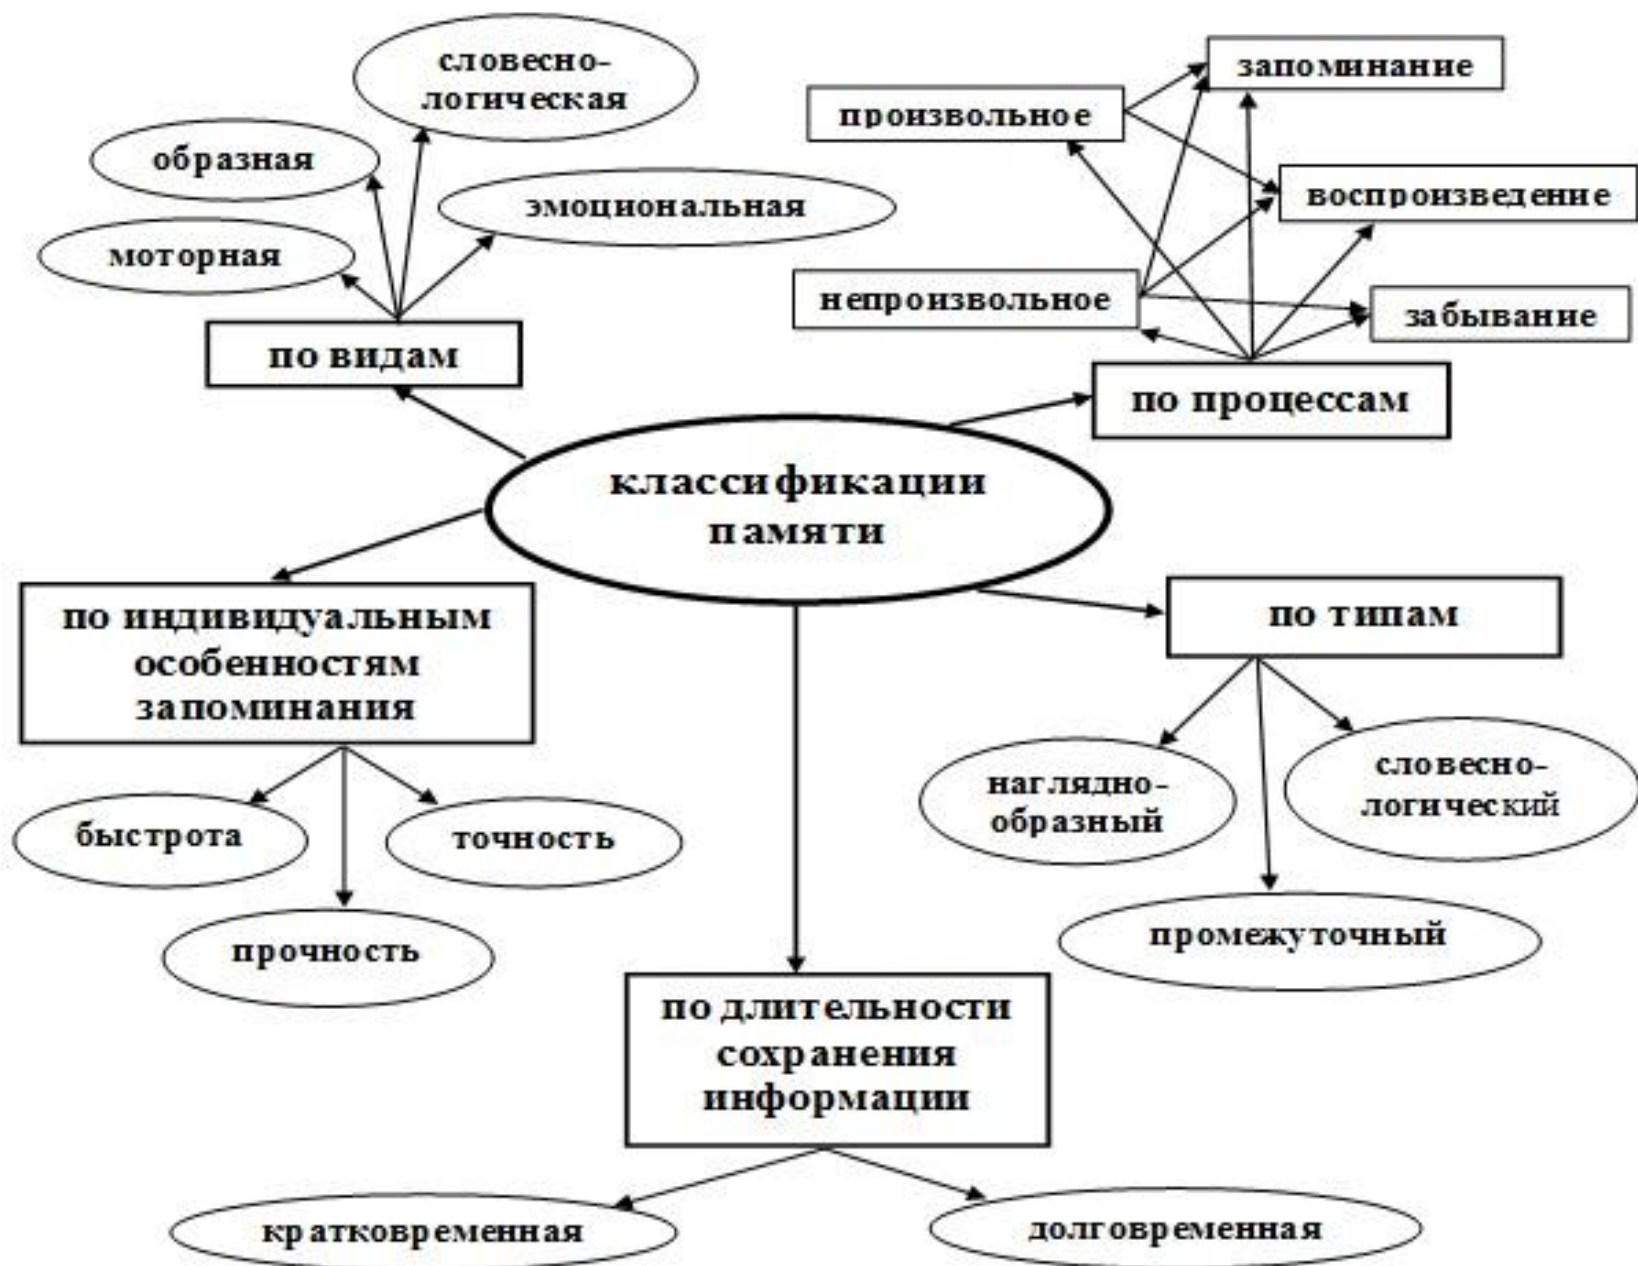 словесно-
логическая
образная
эмоциональная
моторная
по видам
запоминание
произвольное
воспроизведение
непроизвольное
забывание
по процессам
классификации
памяти
по индивидуальным
особенностям
запоминания
быстрота
точность
прочность
по типам
наглядно-
образный
словесно-
логический
промежуточный
по длительности
сохранения
информации
кратковременная
долговременная